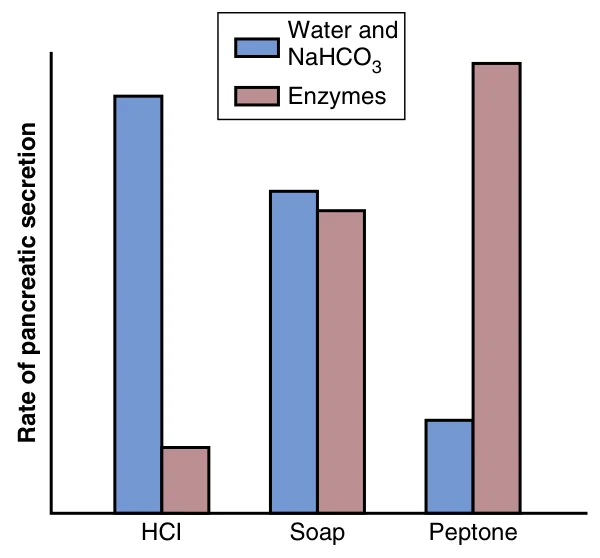 Water and
NaHCO3
Enzymes
Rate of pancreatic secretion
HCl
Soap
Peptone